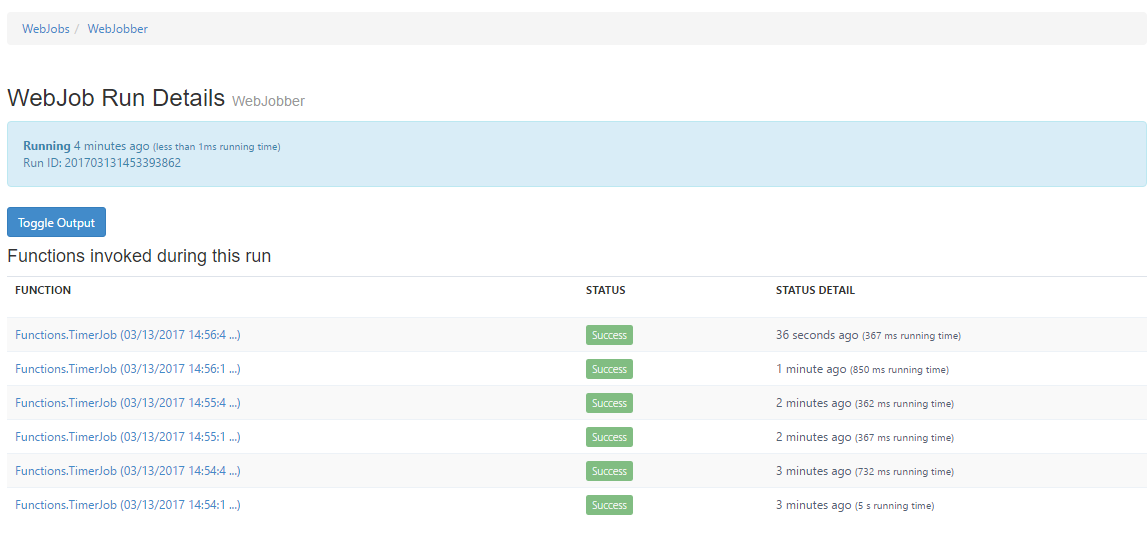 WebJobs / WebJobber
WebJob Run Details WebJobber
Running 4 minutes ago (less than 1ms running time)
Run ID: 201703131453393862
Toggle Output
Functions invoked during this run
FUNCTION STATUS STATUS DETAIL
Functions.TimerJob (03/13/2017 14:56:4 ...) Success 36 seconds ago (367 ms running time)
Functions.TimerJob (03/13/2017 14:56:1 ...) Success 1 minute ago (850 ms running time)
Functions.TimerJob (03/13/2017 14:55:4 ...) Success 2 minutes ago (362 ms running time)
Functions.TimerJob (03/13/2017 14:55:1 ...) Success 2 minutes ago (367 ms running time)
Functions.TimerJob (03/13/2017 14:54:4 ...) Success 3 minutes ago (732 ms running time)
Functions.TimerJob (03/13/2017 14:54:1 ...) Success 3 minutes ago (5 s running time)